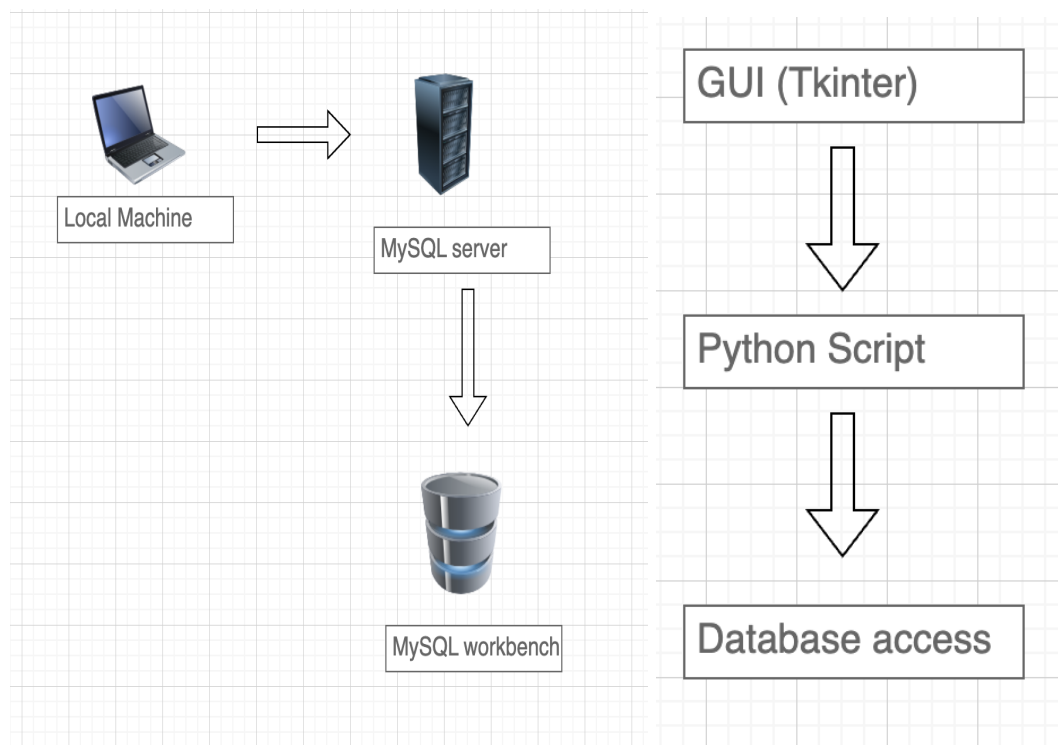 Local Machine
MySQL server
MySQL workbench
GUI (Tkinter)
Python Script
Database access